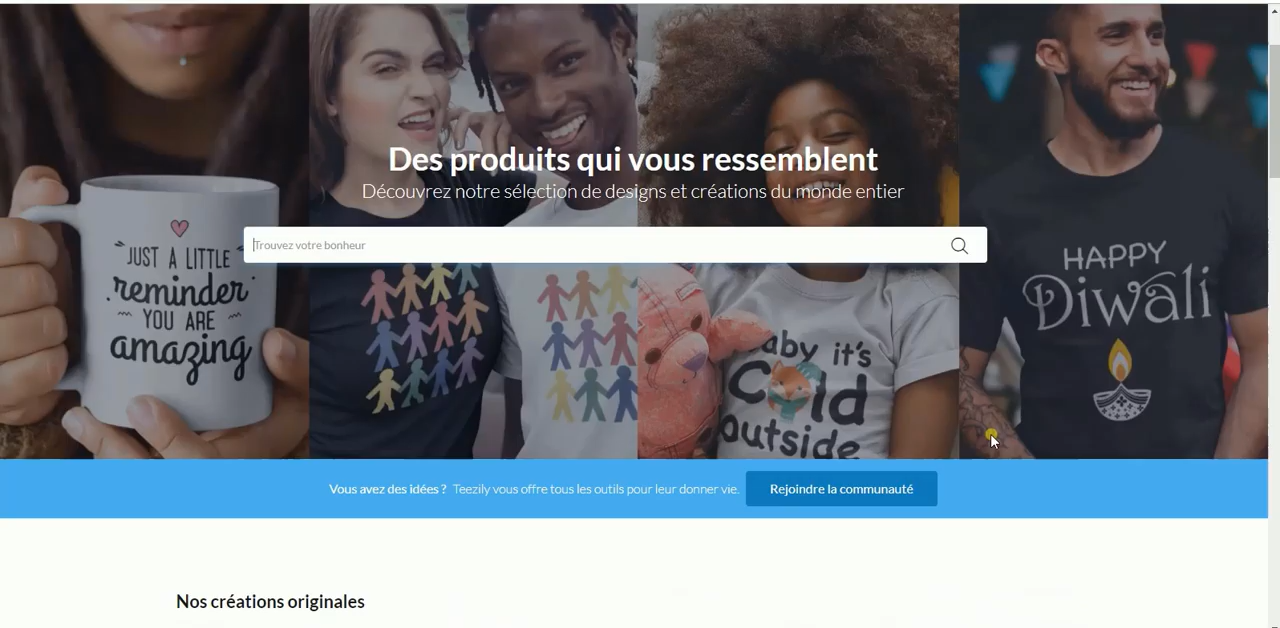 Des produits qui vous ressemblent
Découvrez notre sélection de designs et créations du monde entier
Trouvez votre bonheur
JUST A LITTLE
reminder
YOU ARE
amazing
aby it's
Cold
outside
HAPPY
Diwali
Vous avez des idées ? Teezily vous offre tous les outils pour leur donner vie. Rejoindre la communauté
Nos créations originales